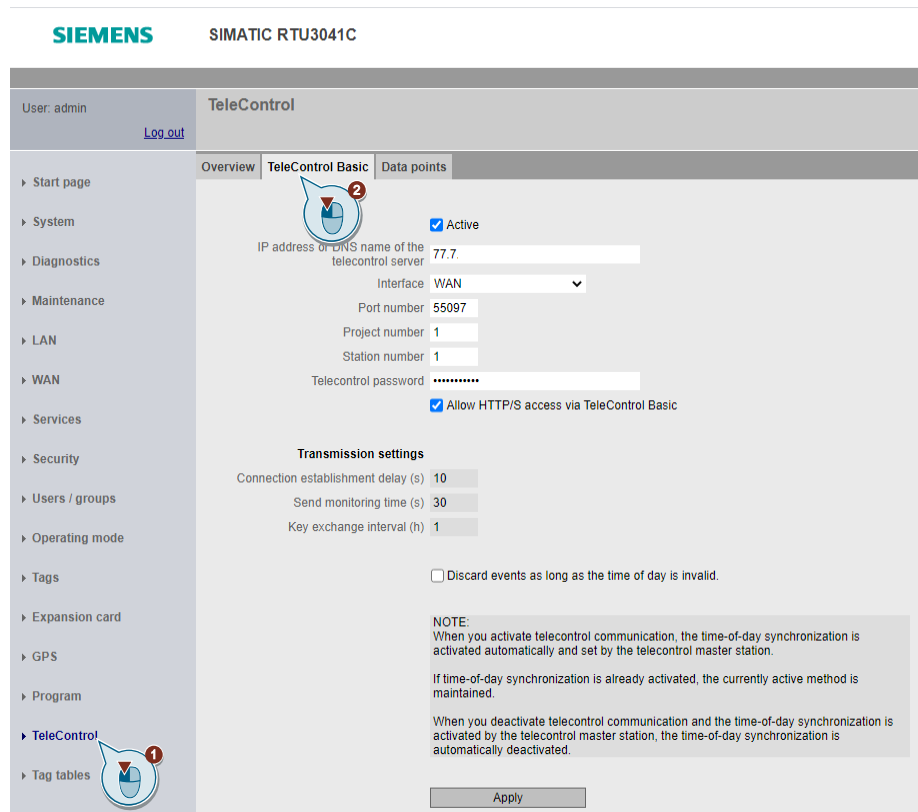 SIEMENS
SIMATIC RTU3041C
User: admin
Log out
TeleControl
Start page
System
Diagnostics
Maintenance
LAN
WAN
Services
Security
Users / groups
Operating mode
Tags
Expansion card
GPS
Program
TeleControl
1
Tag tables
Overview TeleControl Basic Data points
2
Active
IP address or DNS name of the
telecontrol server 77.7.
Interface WAN
Port number 55097
Project number 1
Station number 1
Telecontrol password •••••••••••
Allow HTTP/S access via TeleControl Basic
Transmission settings
Connection establishment delay (s) 10
Send monitoring time (s) 30
Key exchange interval (h) 1
Discard events as long as the time of day is invalid.
NOTE:
When you activate telecontrol communication, the time-of-day synchronization is
activated automatically and set by the telecontrol master station.
If time-of-day synchronization is already activated, the currently active method is
maintained.
When you deactivate telecontrol communication and the time-of-day synchronization is
activated by the telecontrol master station, the time-of-day synchronization is
automatically deactivated.
Apply